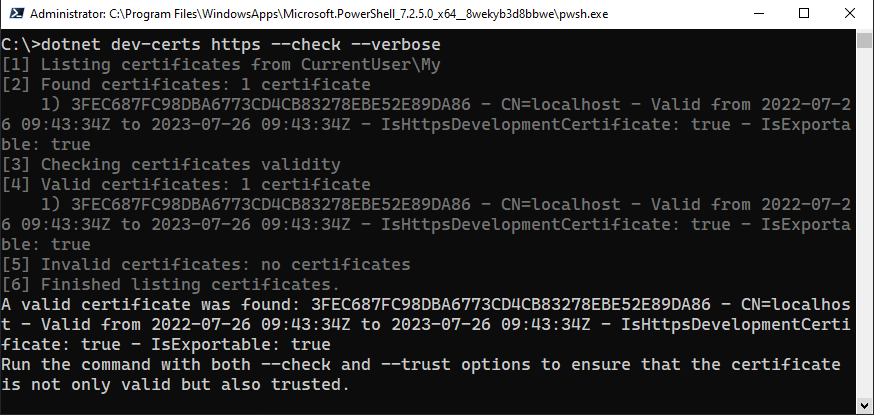 Administrator: C:\Program Files\WindowsApps\Microsoft.PowerShell_7.2.5.0_x64__8wekyb3d8bbwe\pwsh.exe
C:\>dotnet dev-certs https --check --verbose
[1] Listing certificates from CurrentUser\My
[2] Found certificates: 1 certificate
    1) 3FEC687FC98DBA6773CD4CB83278EBE52E89DA86 - CN=localhost - Valid from 2022-07-2
6 09:43:34Z to 2023-07-26 09:43:34Z - IsHttpsDevelopmentCertificate: true - IsExporta
ble: true
[3] Checking certificates validity
[4] Valid certificates: 1 certificate
    1) 3FEC687FC98DBA6773CD4CB83278EBE52E89DA86 - CN=localhost - Valid from 2022-07-2
6 09:43:34Z to 2023-07-26 09:43:34Z - IsHttpsDevelopmentCertificate: true - IsExporta
ble: true
[5] Invalid certificates: no certificates
[6] Finished listing certificates.
A valid certificate was found: 3FEC687FC98DBA6773CD4CB83278EBE52E89DA86 - CN=localhos
t - Valid from 2022-07-26 09:43:34Z to 2023-07-26 09:43:34Z - IsHttpsDevelopmentCerti
ficate: true - IsExportable: true
Run the command with both --check and --trust options to ensure that the certificate
is not only valid but also trusted.